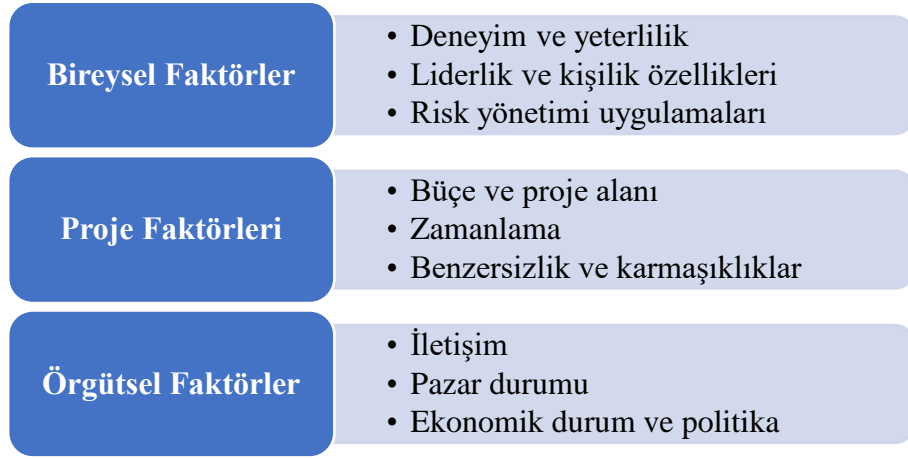 Bireysel Faktörler
• Deneyim ve yeterlilik
• Liderlik ve kişilik özellikleri
• Risk yönetimi uygulamaları
Proje Faktörleri
• Büçe ve proje alanı
• Zamanlama
• Benzersizlik ve karmaşıklıklar
Örgütsel Faktörler
• İletişim
• Pazar durumu
• Ekonomik durum ve politika